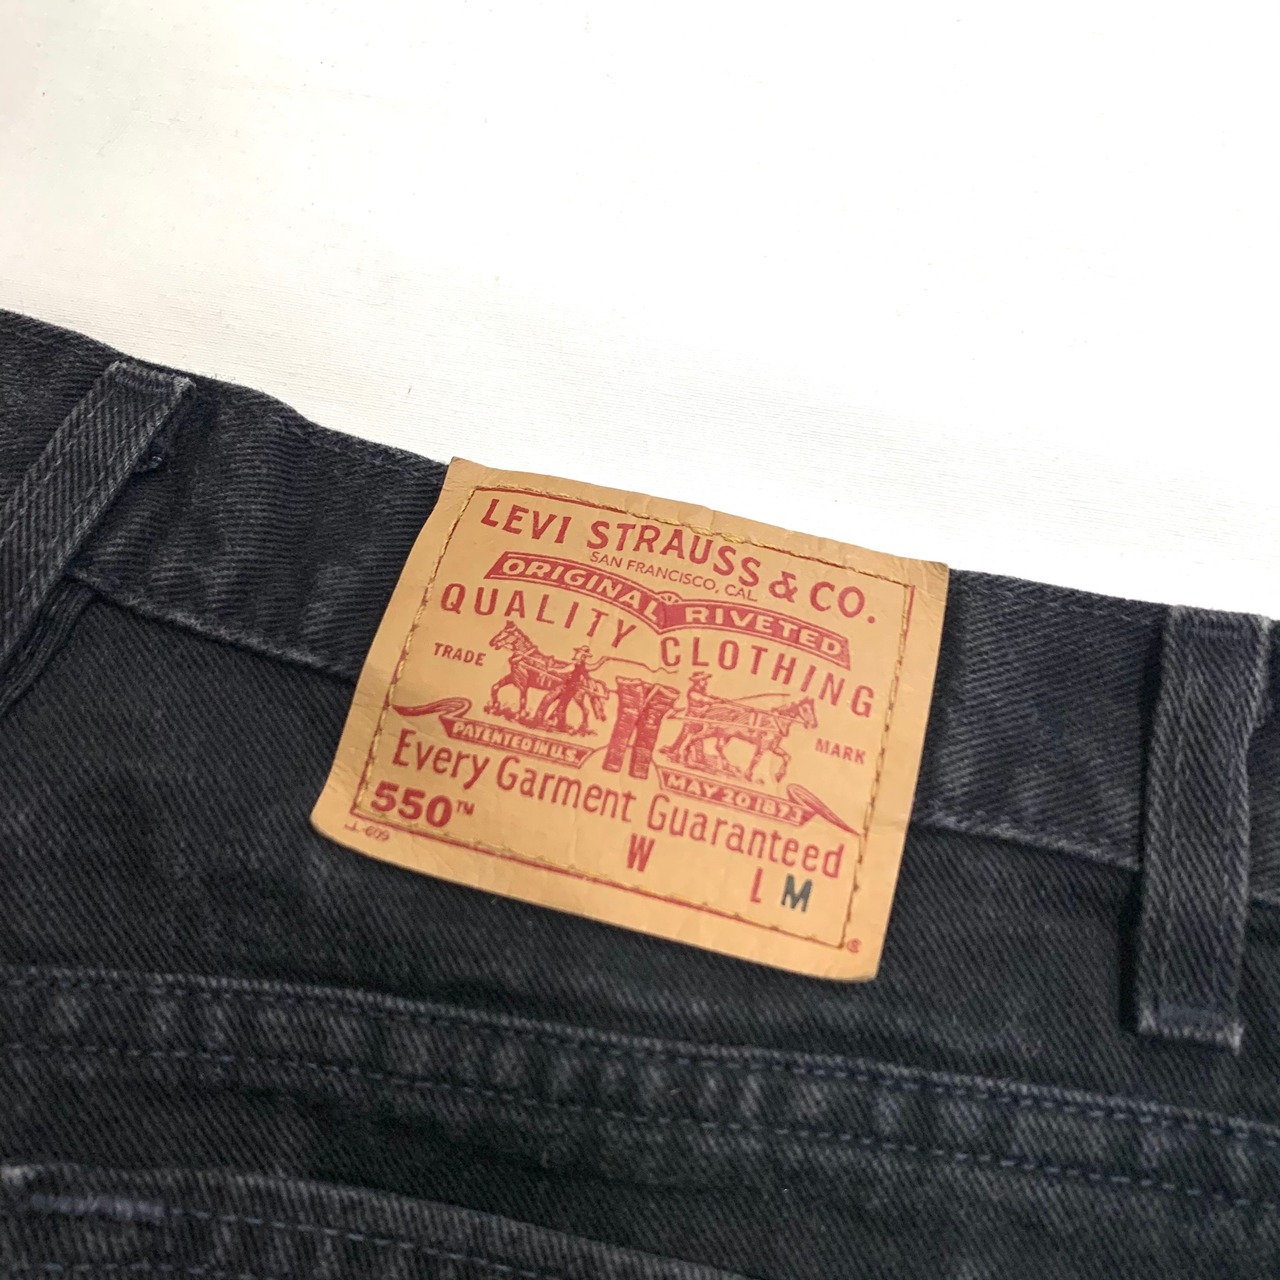 LEVI STRAUSS & CO.
SAN FRANCISCO, CAL.
ORIGINAL RIVETED
QUALITY CLOTHING
TRADE MARK
PATENTED IN U.S.
MAY 20 1873
Every Garment Guaranteed
550™
W
L M